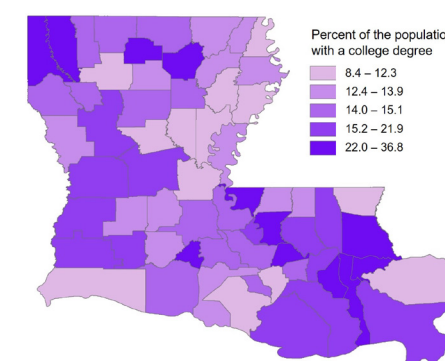 Percent of the populatio
with a college degree
8.4 – 12.3
12.4 – 13.9
14.0 – 15.1
15.2 – 21.9
22.0 – 36.8